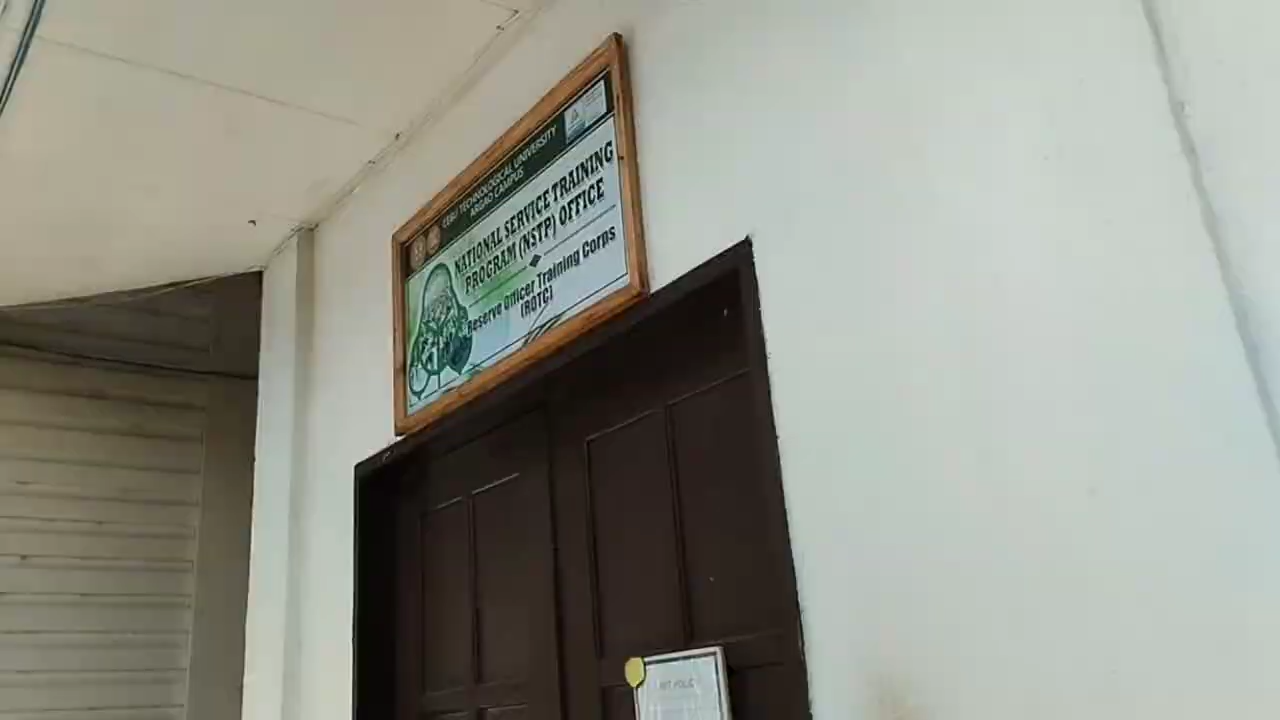 CEBU TECHNOLOGICAL UNIVERSITY
ARGAO CAMPUS
NATIONAL SERVICE TRAINING
PROGRAM (NSTP) OFFICE
Reserve Officer Training Corps
(ROTC)